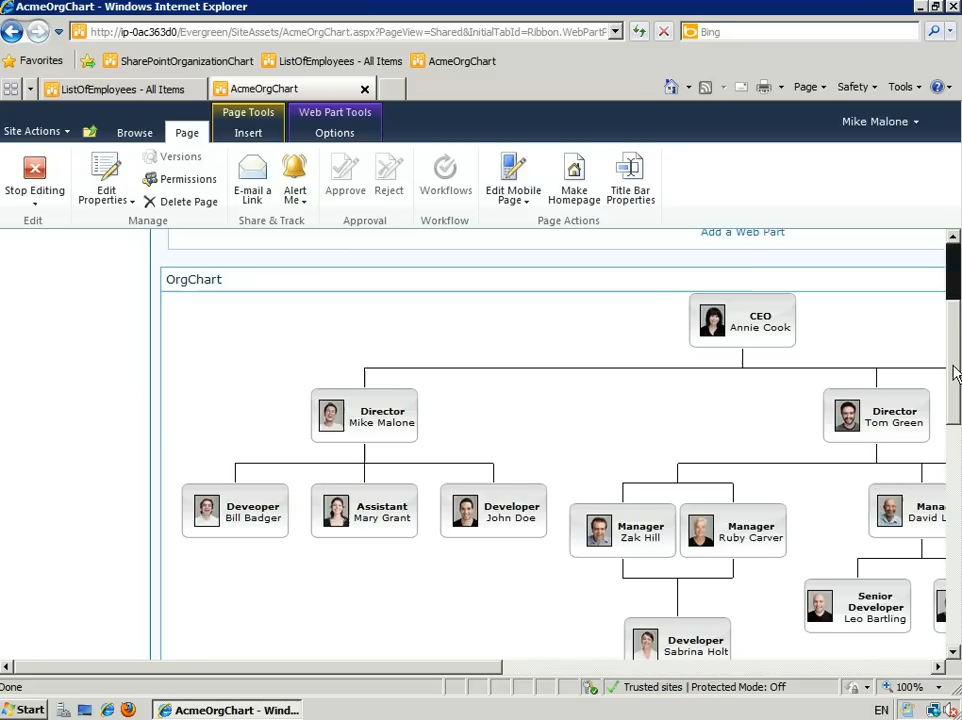 AcmeOrgChart - Windows Internet Explorer
http://ip-0ac363d0/Evergreen/SiteAssets/AcmeOrgChart.aspx?PageView=Shared&InitialTabId=Ribbon.WebPartF
Bing
Favorites SharePointOrganizationChart ListOfEmployees - All Items AcmeOrgChart
ListOfEmployees - All Items AcmeOrgChart Page Safety Tools
Page Tools Web Part Tools
Site Actions Browse Page Insert Options Mike Malone
Stop Editing
Edit Properties
Versions
Permissions
Delete Page
E-mail a Link
Alert Me
Approve
Reject
Workflows
Edit Mobile Page
Make Homepage
Title Bar Properties
Edit Manage Share & Track Approval Workflow Page Actions
Add a Web Part
OrgChart
CEO
Annie Cook
Director
Mike Malone
Director
Tom Green
Deveoper
Bill Badger
Assistant
Mary Grant
Developer
John Doe
Manager
Zak Hill
Manager
Ruby Carver
Mana
David L
Senior
Developer
Leo Bartling
Developer
Sabrina Holt
Done Trusted sites | Protected Mode: Off 100%
Start AcmeOrgChart - Wind... EN